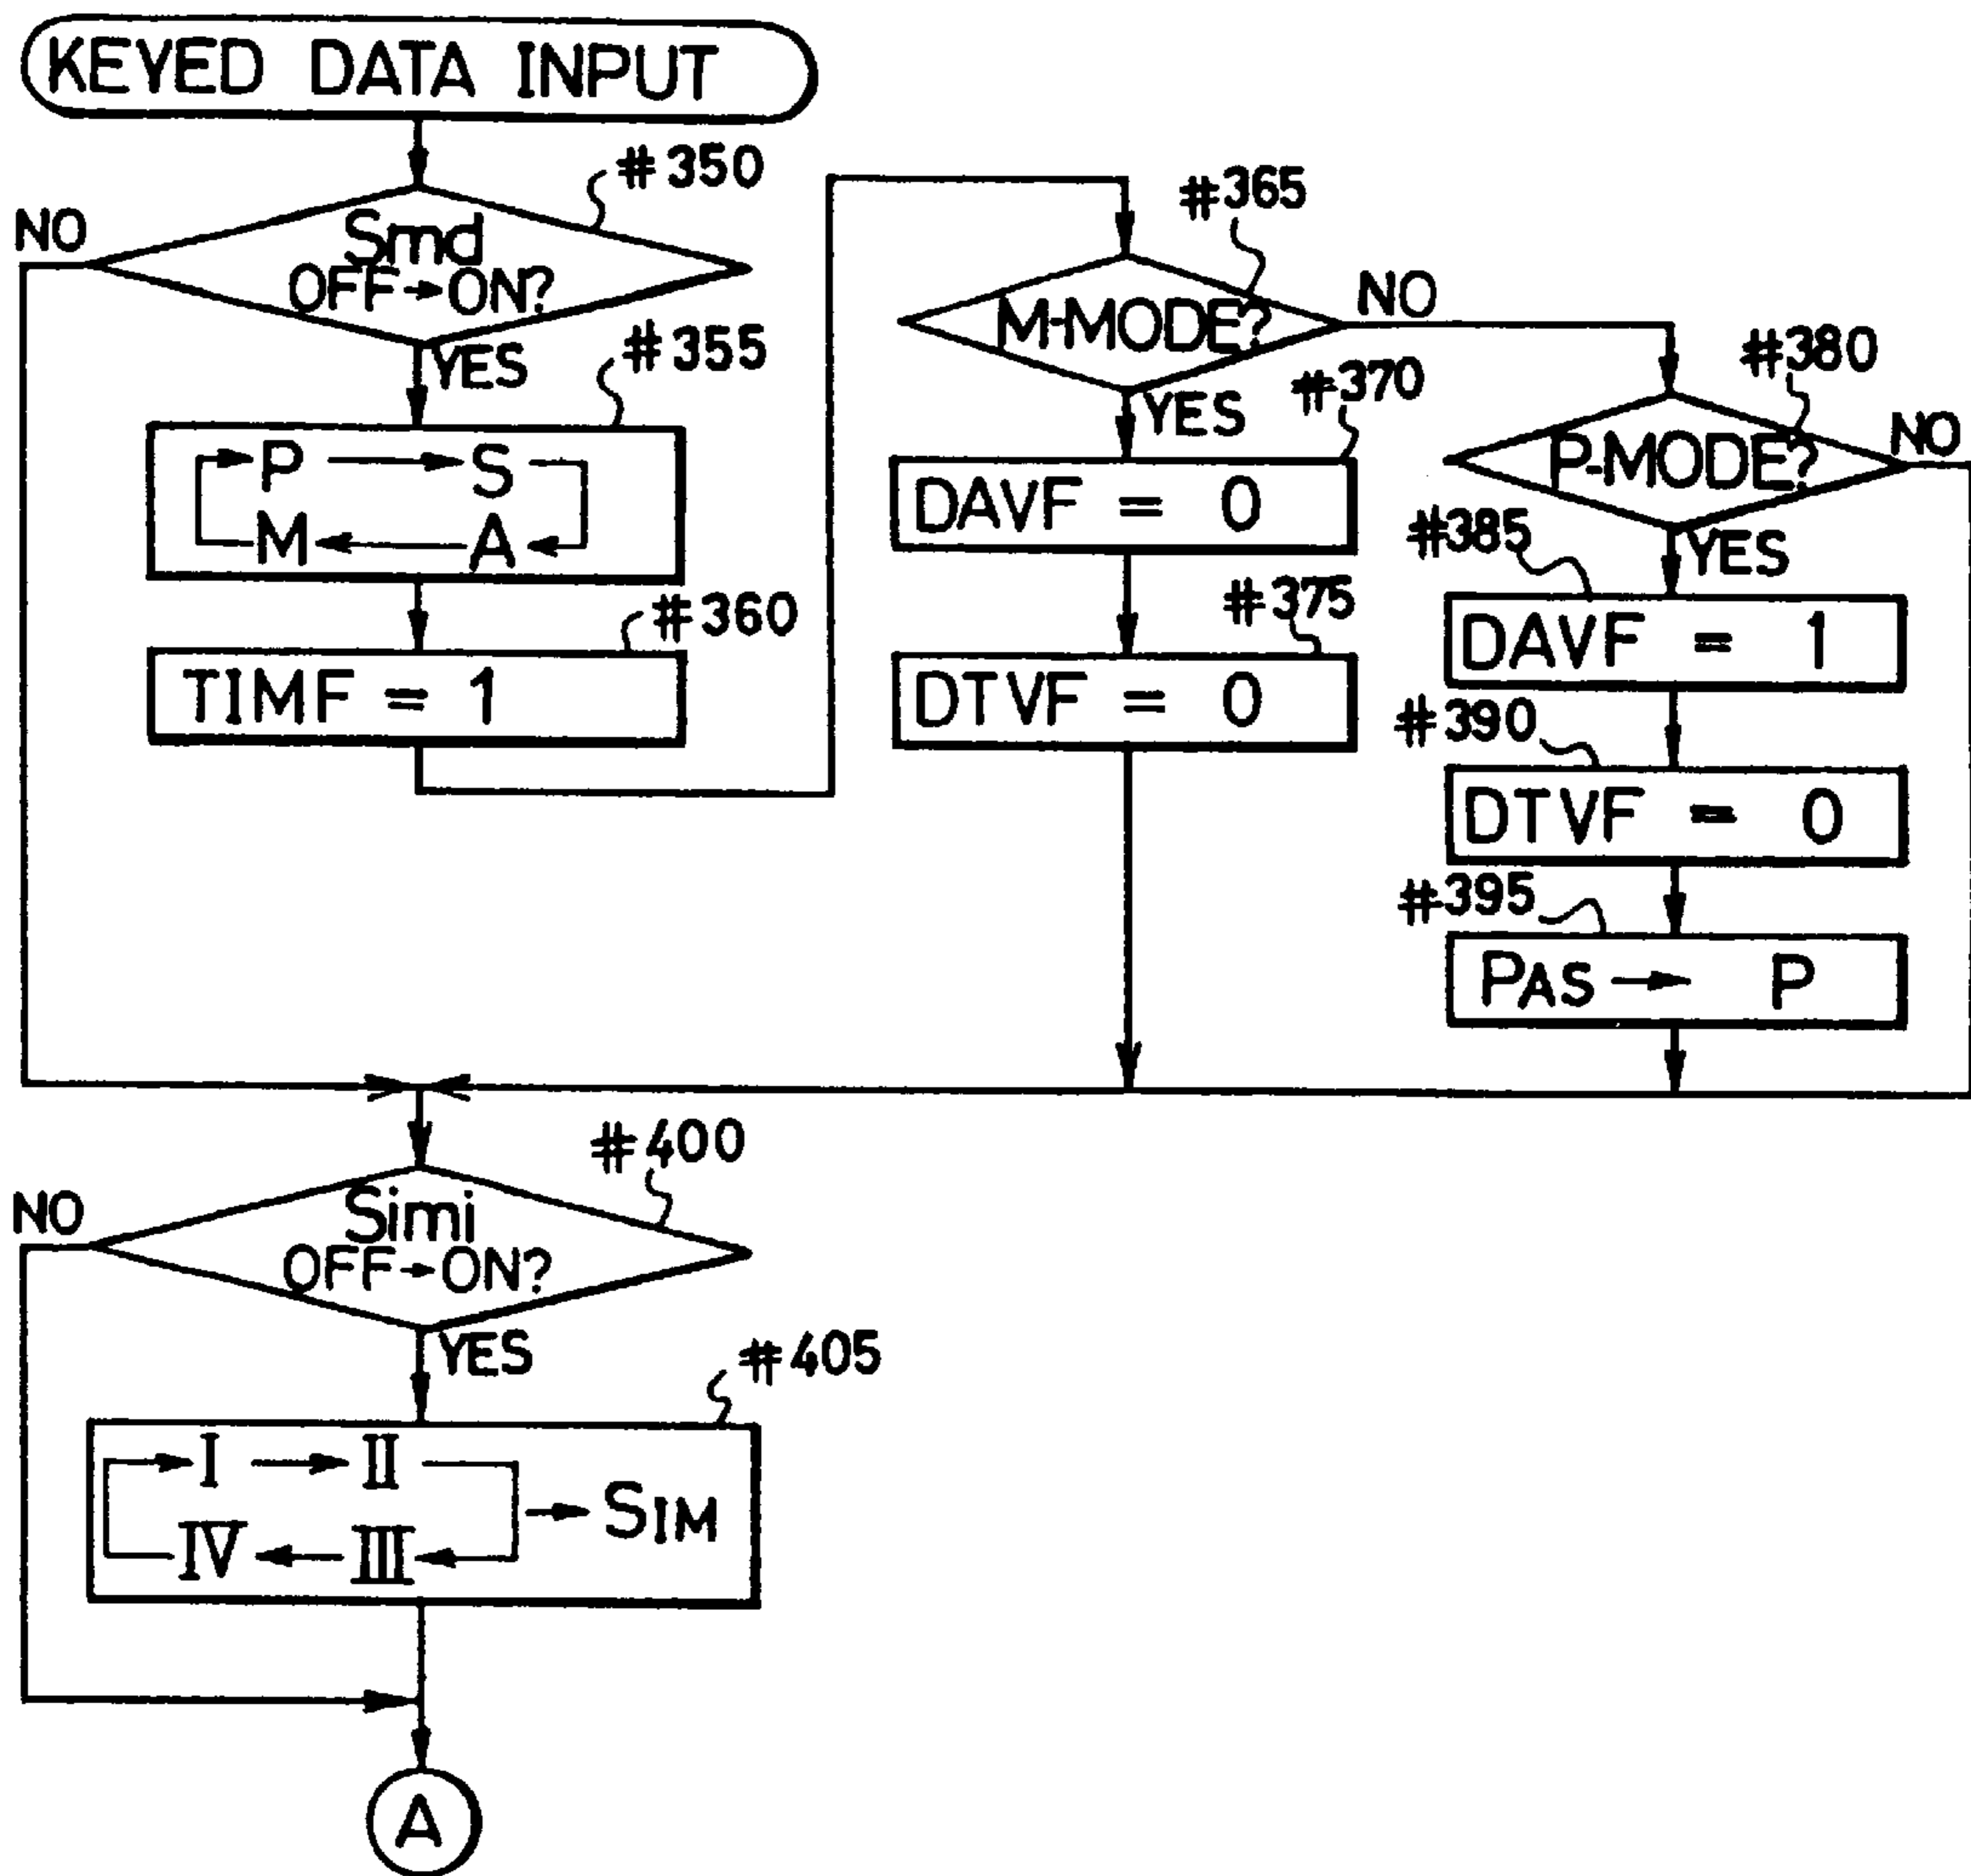 KEYED DATA INPUT
#350
NO
Smd
OFF→ON?
YES
#355
P → S
M ← A
#360
TIMF = 1
#365
M-MODE?
NO
YES
#370
DAVF = 0
#375
DTVF = 0
#380
P-MODE?
NO
YES
#385
DAVF = 1
#390
DTVF = 0
#395
PAS → P
#400
NO
Simi
OFF→ON?
YES
#405
I → II
IV ← III
→ SIM
A